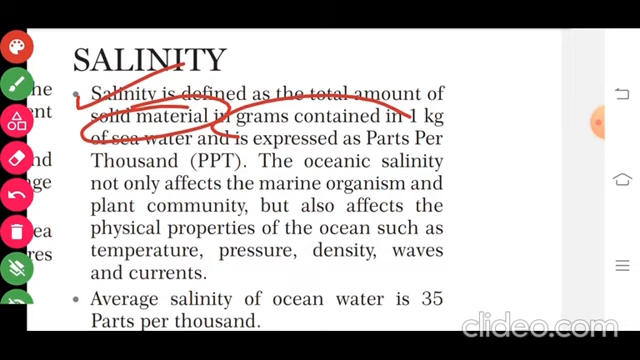 SALINITY
• Salinity is defined as the total amount of
solid material in grams contained in 1 kg
of sea water and is expressed as Parts Per
Thousand (PPT). The oceanic salinity
not only affects the marine organism and
plant community, but also affects the
physical properties of the ocean such as
temperature, pressure, density, waves
and currents.
• Average salinity of ocean water is 35
Parts per thousand.
clideo.com